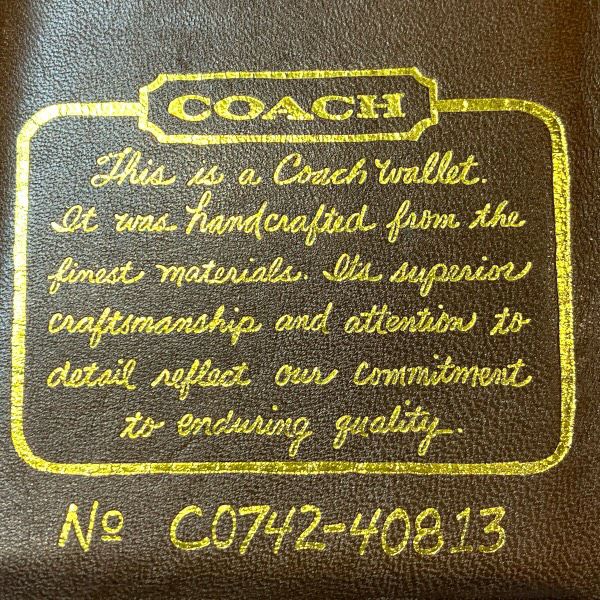 COACH
This is a Coach wallet.
It was handcrafted from the
finest materials. Its superior
craftsmanship and attention to
detail reflect our commitment
to enduring quality.
Nº C0742-40813